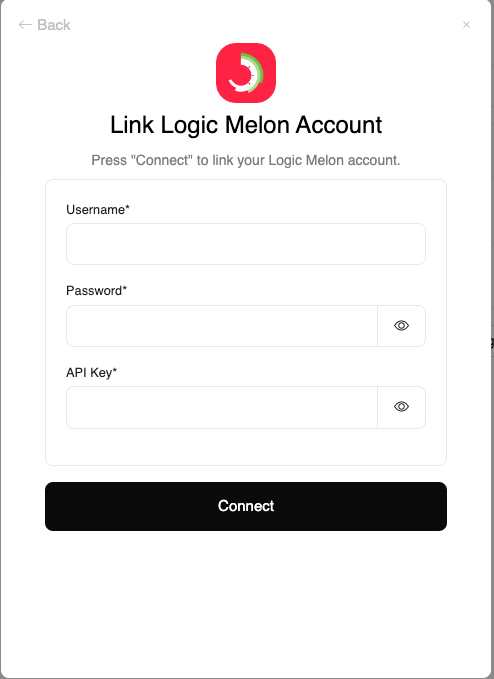 ← Back
×
Link Logic Melon Account
Press "Connect" to link your Logic Melon account.
Username*
Password*
API Key*
Connect